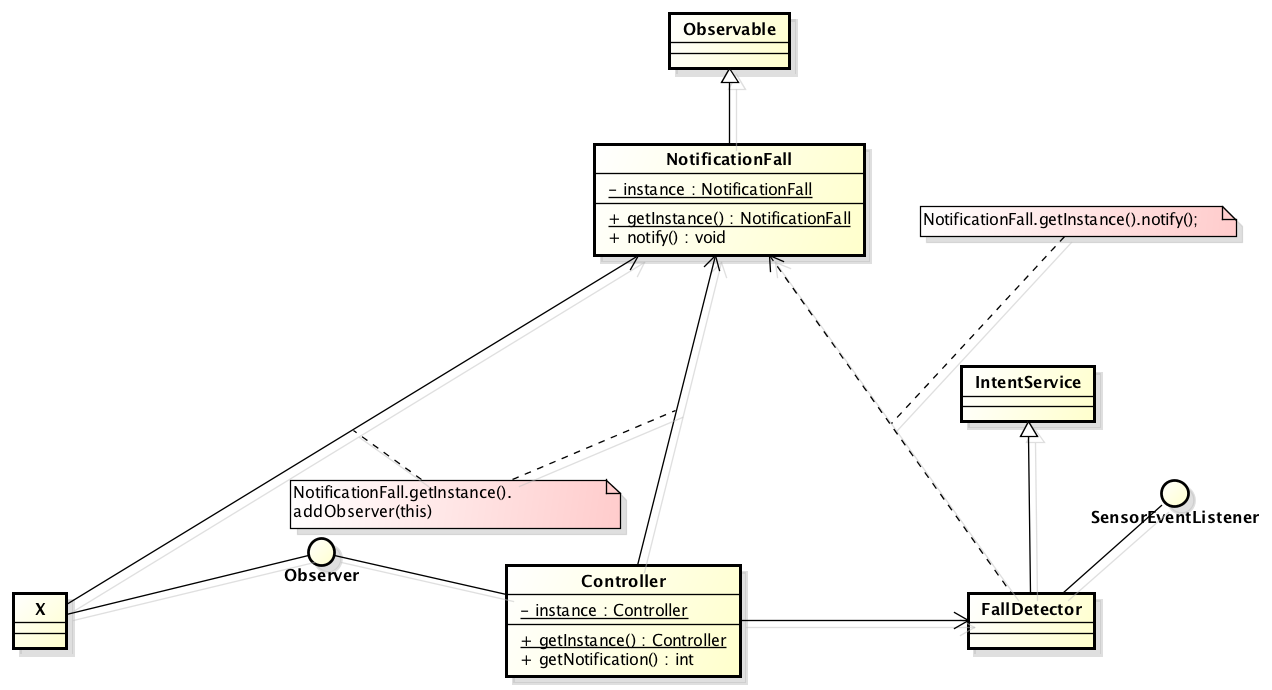 Observable
NotificationFall
- instance : NotificationFall
+ getInstance() : NotificationFall
+ notify() : void
NotificationFall.getInstance().notify();
IntentService
NotificationFall.getInstance().
addObserver(this)
SensorEventListener
Observer
Controller
- instance : Controller
+ getInstance() : Controller
+ getNotification() : int
X
FallDetector